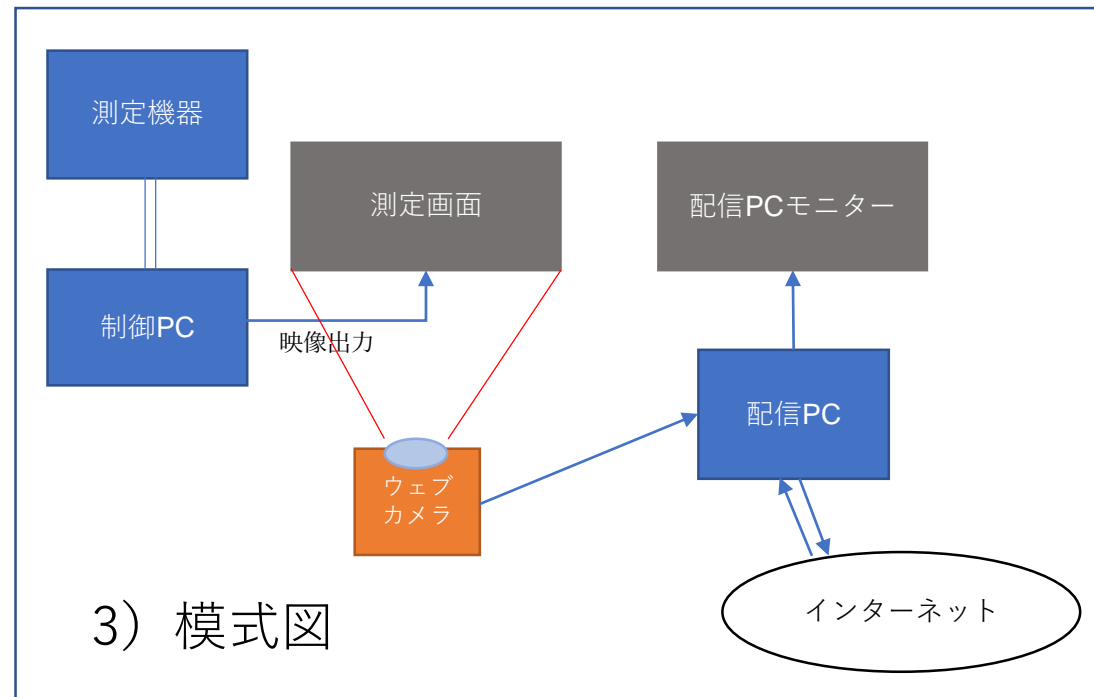 測定機器
測定画面
配信PCモニター
制御PC
映像出力
配信PC
ウェブ
カメラ
インターネット
3）模式図